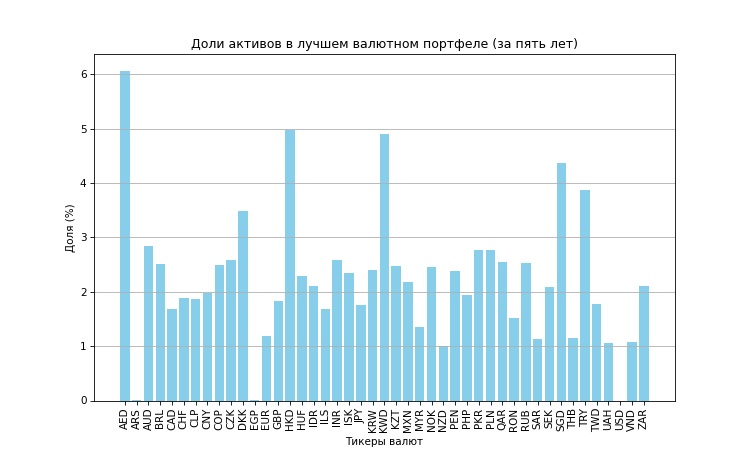 Доли активов в лучшем валютном портфеле (за пять лет)
Доля (%)
6
5
4
3
2
1
0
AED
ARS
AUD
BRL
CAD
CHF
CLP
CNY
COP
CZK
DKK
EGP
EUR
GBP
HKD
HUF
IDR
ILS
INR
ISK
JPY
KRW
KWD
KZT
MXN
MYR
NOK
NZD
PEN
PHP
PKR
PLN
QAR
RON
RUB
SAR
SEK
SGD
THB
TRY
TWD
UAH
USD
VND
ZAR
Тикеры валют